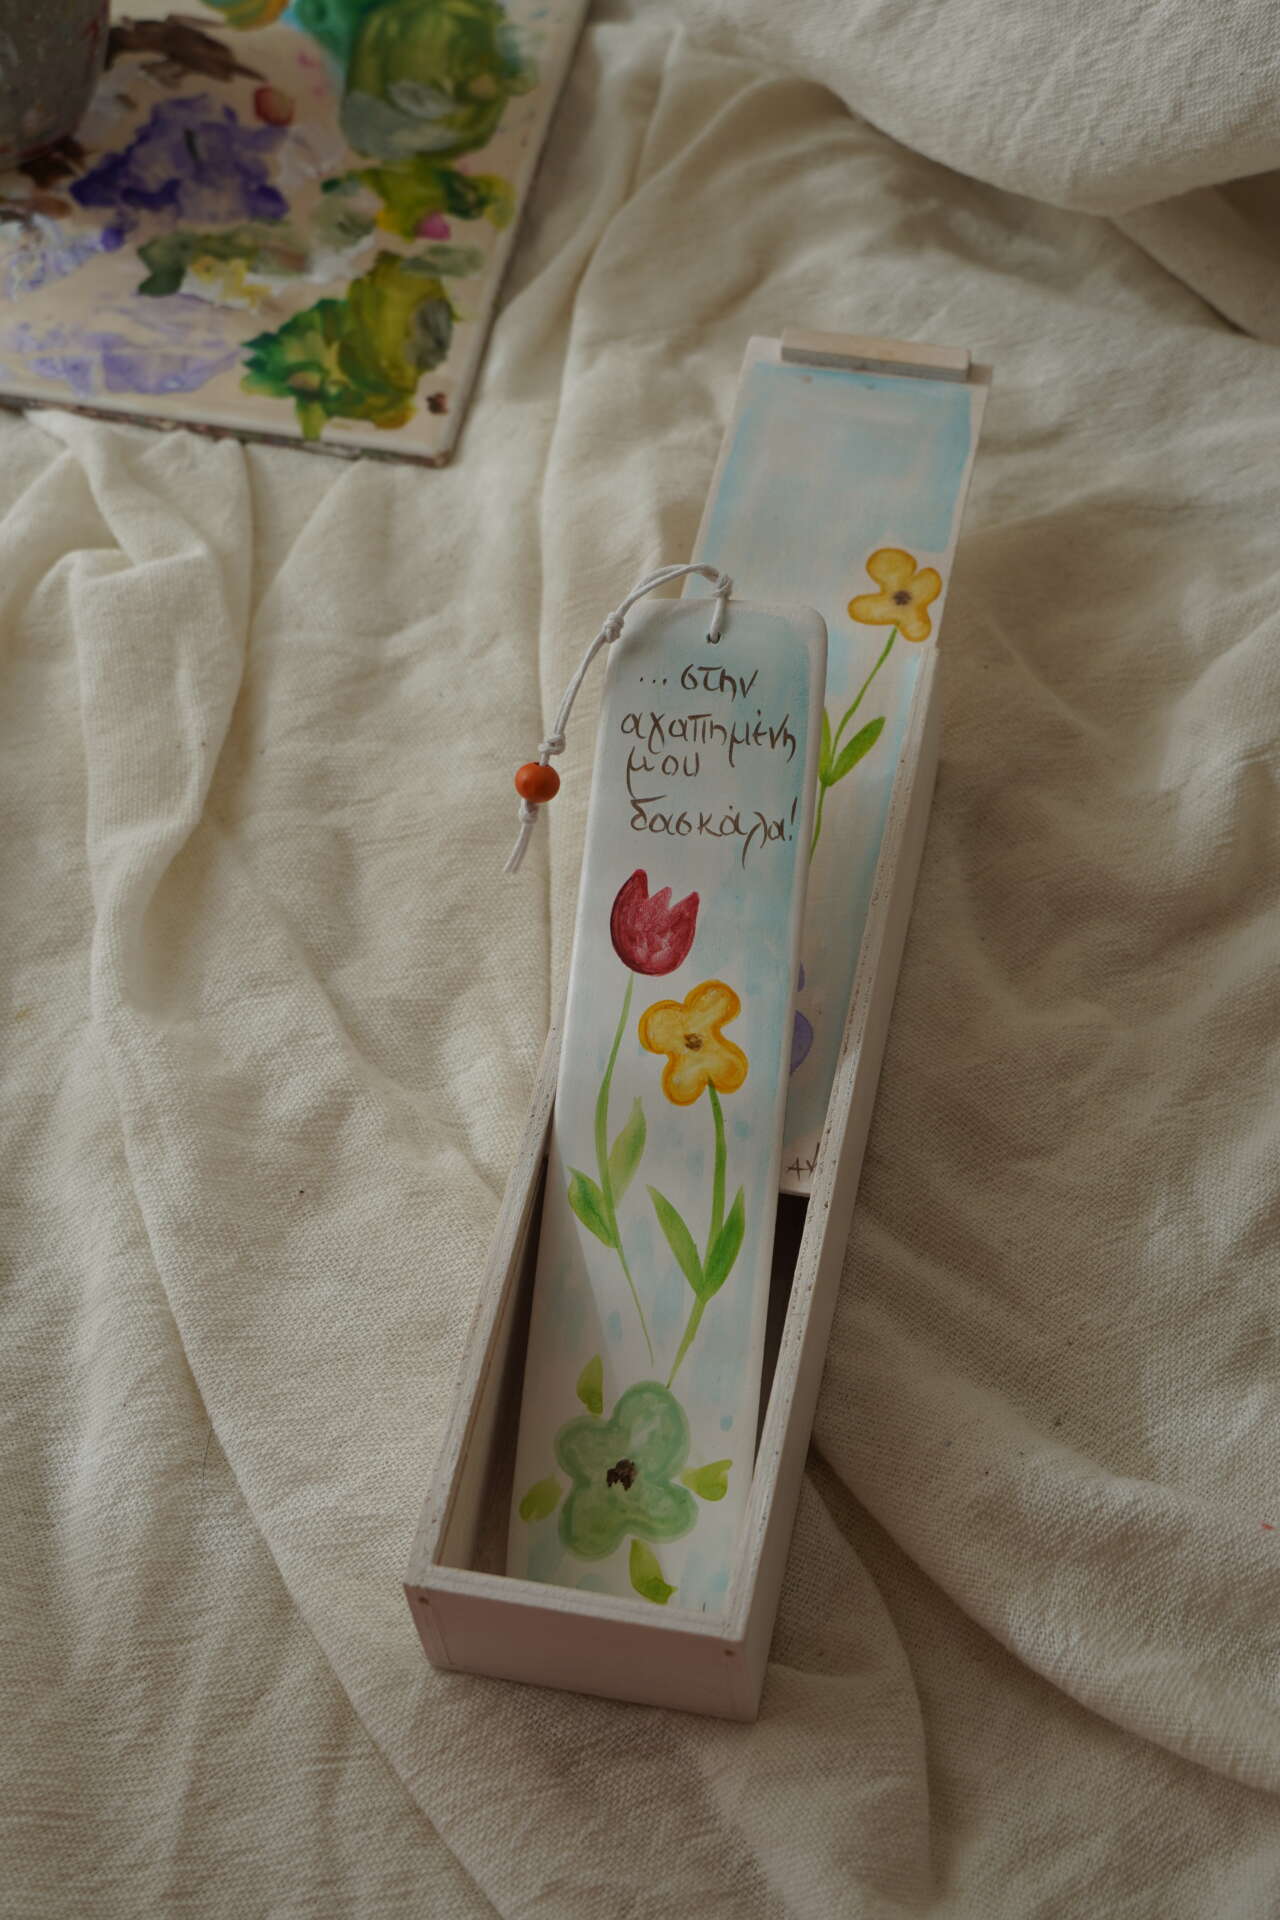 ...στην
αγαπημένη
μου
δασκάλα!